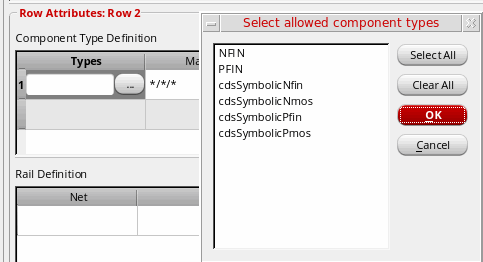 Row Attributes: Row 2
Component Type Definition
Types
1
...
*/*/*
Rail Definition
Net
Select allowed component types
NFIN
PFIN
cdsSymbolicNfin
cdsSymbolicNmos
cdsSymbolicPfin
cdsSymbolicPmos
Select All
Clear All
OK
Cancel